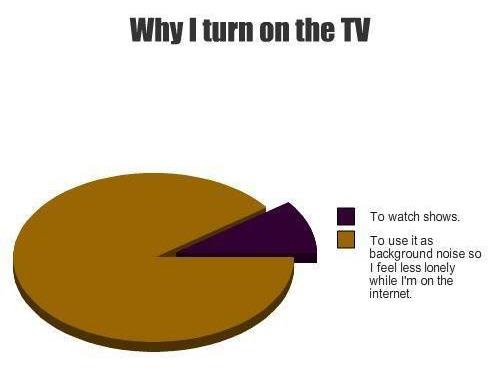 Why I turn on the TV
To watch shows.
To use it as
background noise so
I feel less lonely
while I'm on the
internet.